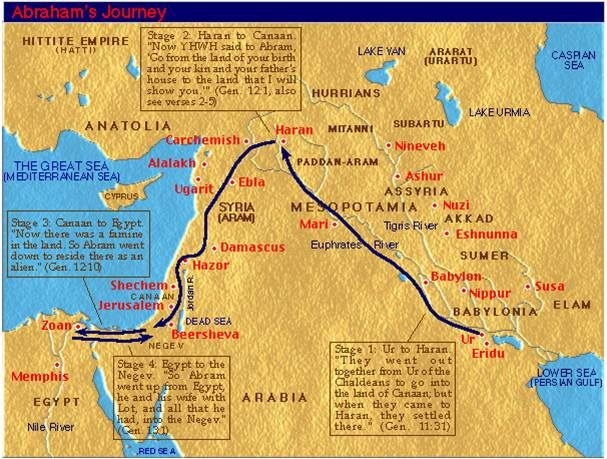 Abraham's Journey
HITTITE EMPIRE
(HATTI)
Stage 2: Haran to Canaan.
"Now YHWH said to Abram,
'Go from the land of your birth
and your kin and your father's
house to the land that I will
show you.'" (Gen. 12:1, also
see verses 2-5)
LAKE VAN
ARARAT
(URARTU)
CASPIAN
SEA
HURRIANS
LAKE URMIA
ANATOLIA
Carchemish
Haran
MITANNI
SUBARTU
Nineveh
THE GREAT SEA
(MEDITERRANEAN SEA)
Alalakh
PADDAN-ARAM
Ashur
Ugarit
Ebla
ASSYRIA
CYPRUS
SYRIA
(ARAM)
MESOPOTAMIA
Nuzi
AKKAD
Mari
Tigris River
Eshnunna
Euphrates River
Stage 3: Canaan to Egypt.
"Now there was a famine
in the land. So Abram went
down to reside there as an
alien." (Gen. 12:10)
Damascus
Hazor
SUMER
Shechem
CANAAN
Jordan R.
Babylon
Nippur
Susa
Jerusalem
BABYLONIA
ELAM
Zoan
DEAD SEA
Beersheva
NEGEV
Ur
Eridu
Memphis
Stage 4: Egypt to the
Negev. "So Abram
went up from Egypt,
he and his wife with
Lot, and all that he
had, into the Negev."
(Gen. 13:1)
Stage 1: Ur to Haran.
"They went out
together from Ur of the
Chaldeans to go into
the land of Canaan; but
when they came to
Haran, they settled
there." (Gen. 11:31)
LOWER SEA
(PERSIAN GULF)
EGYPT
ARABIA
Nile River
RED SEA